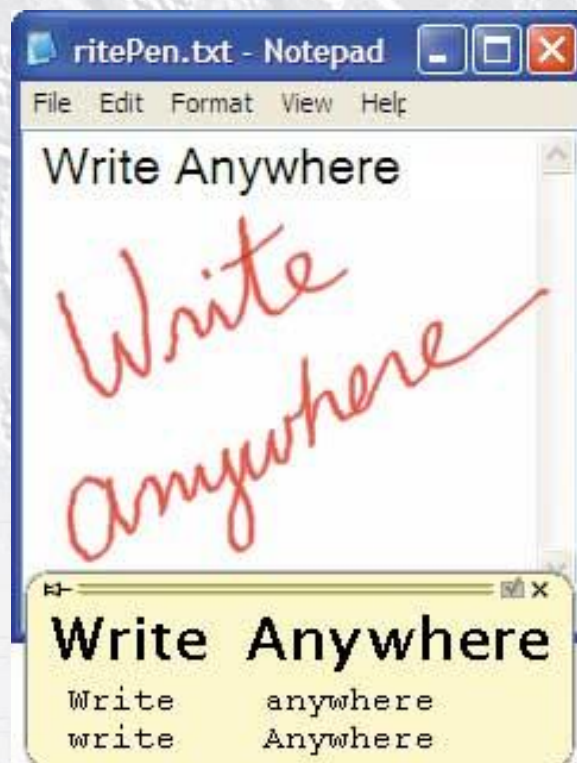 ritePen.txt - Notepad
File Edit Format View Help
Write Anywhere
Write
anywhere
Write Anywhere
Write anywhere
write Anywhere